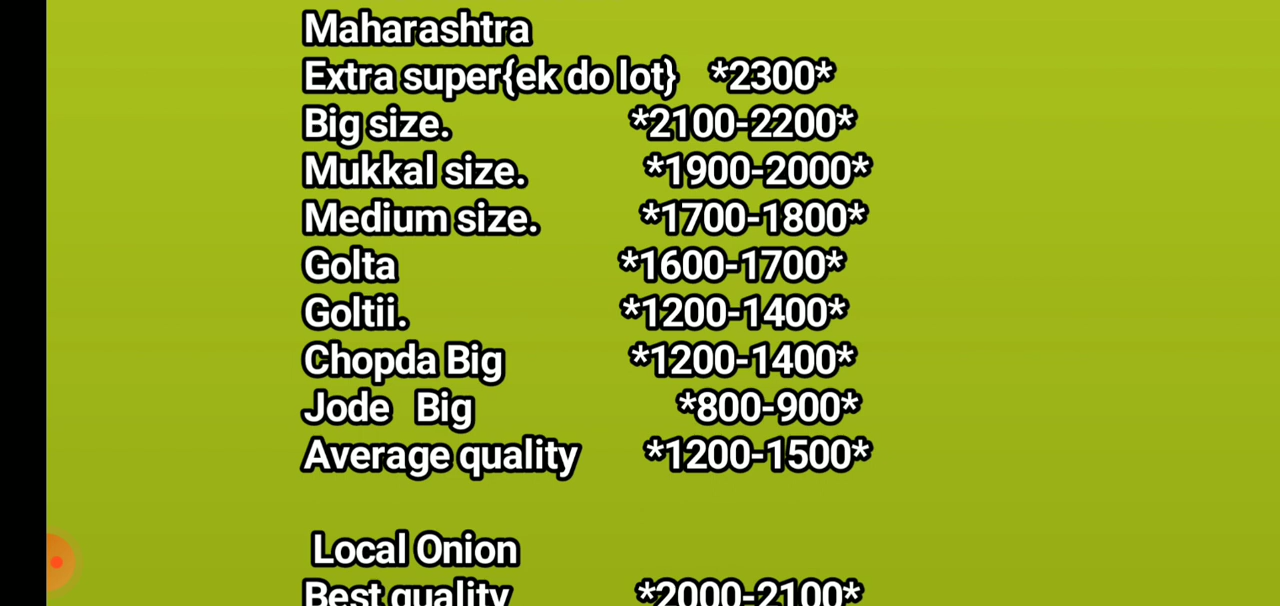 Maharashtra
Extra super{ek do lot} *2300*
Big size. *2100-2200*
Mukkal size. *1900-2000*
Medium size. *1700-1800*
Golta *1600-1700*
Goltii. *1200-1400*
Chopda Big *1200-1400*
Jode Big *800-900*
Average quality *1200-1500*
Local Onion
Best quality *2000-2100*